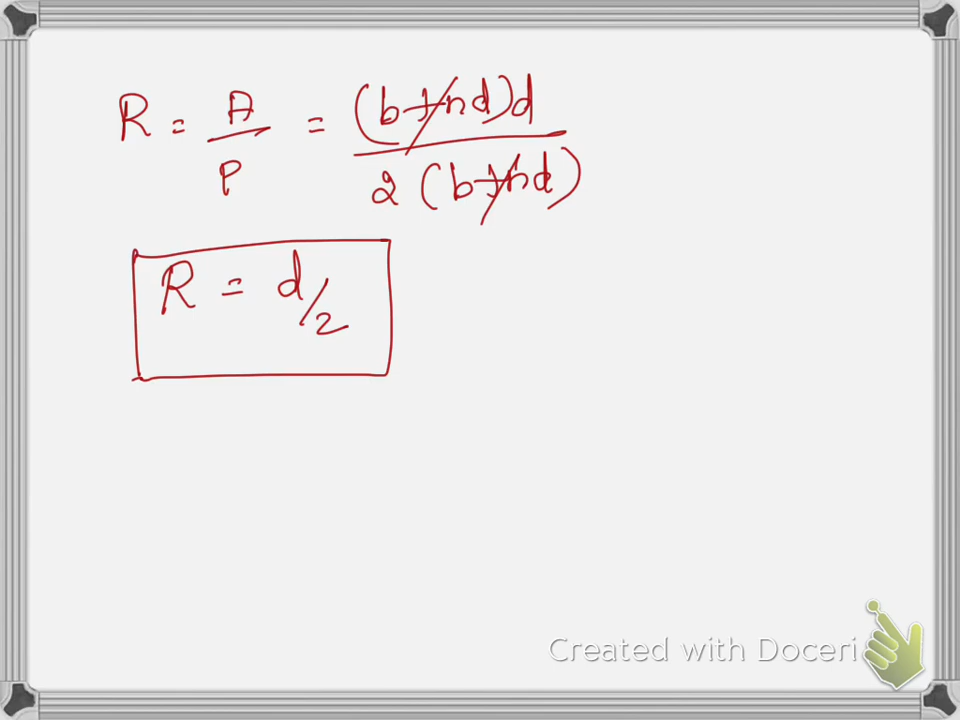 R = A/P = (b+nd)d / 2(b+nd)
R = d/2
Created with Doceri